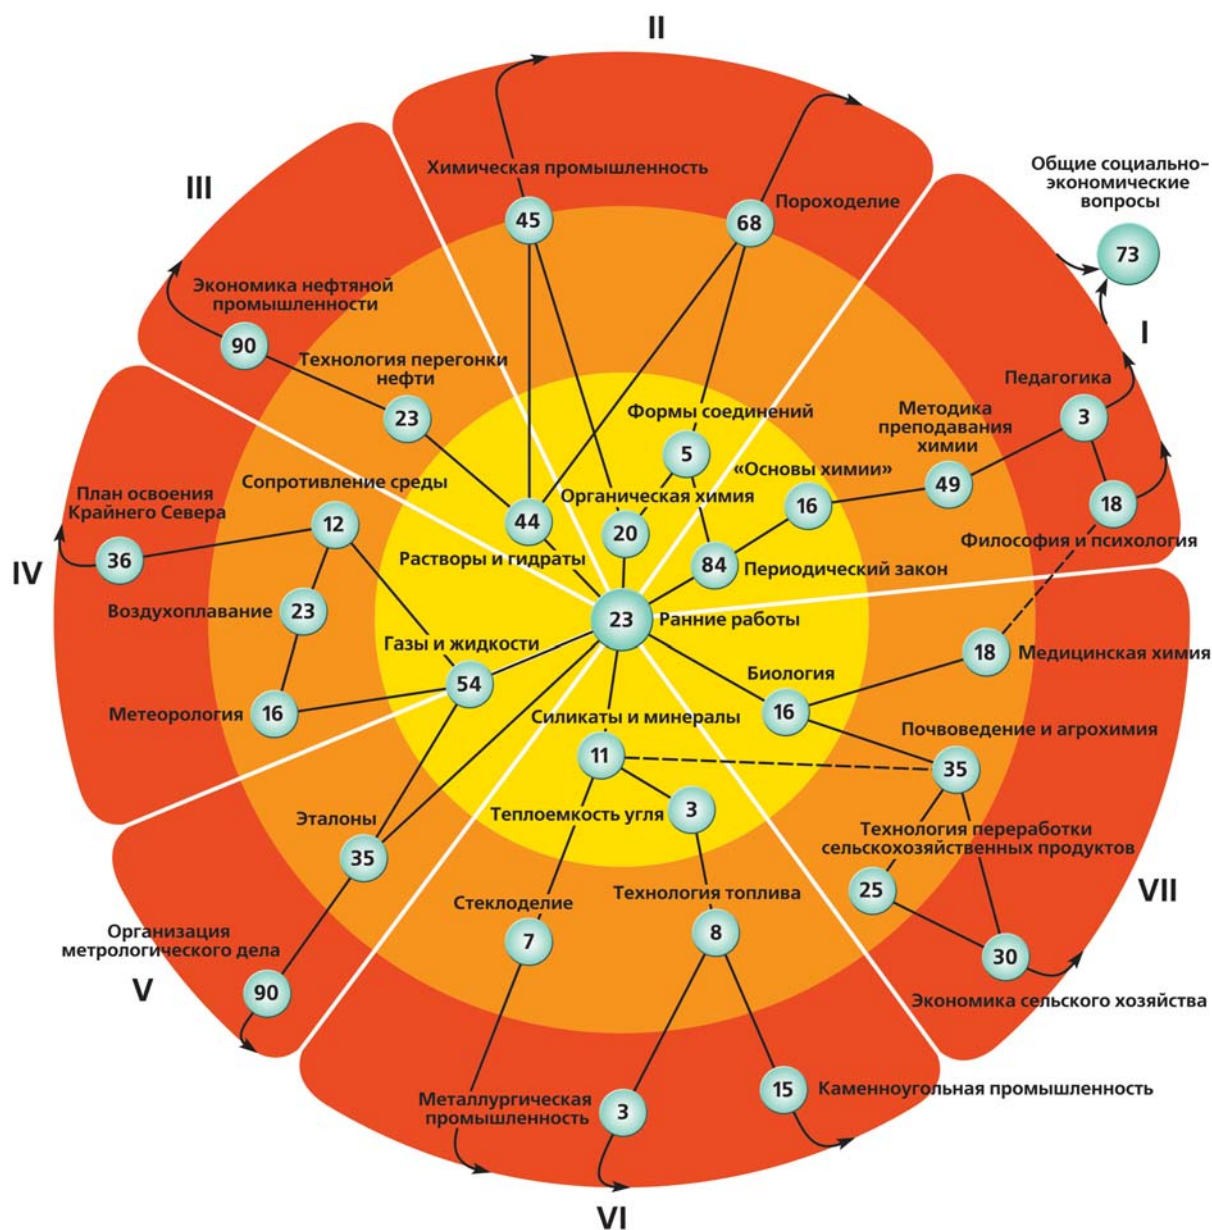 II
Общие социально-
экономические
вопросы
73
Химическая промышленность
45
Пороходелие
68
III
Экономика нефтяной
промышленности
90
Технология перегонки
нефти
23
I
Педагогика
3
Методика
преподавания
химии
49
Формы соединений
5
«Основы химии»
16
Сопротивление среды
12
Органическая химия
20
44
Растворы и гидраты
18
Философия и психология
План освоения
Крайнего Севера
36
IV
84
Периодический закон
Воздухоплавание
23
23
Ранние работы
Газы и жидкости
54
18
Медицинская химия
Биология
16
Метеорология
16
Силикаты и минералы
11
Почвоведение и агрохимия
35
Теплоемкость угля
3
Эталоны
35
Технология переработки
сельскохозяйственных продуктов
25
VII
Стеклоделие
7
Технология топлива
8
Организация
метрологического дела
90
V
30
Экономика сельского хозяйства
Металлургическая
промышленность
3
15
Каменноугольная промышленность
VI